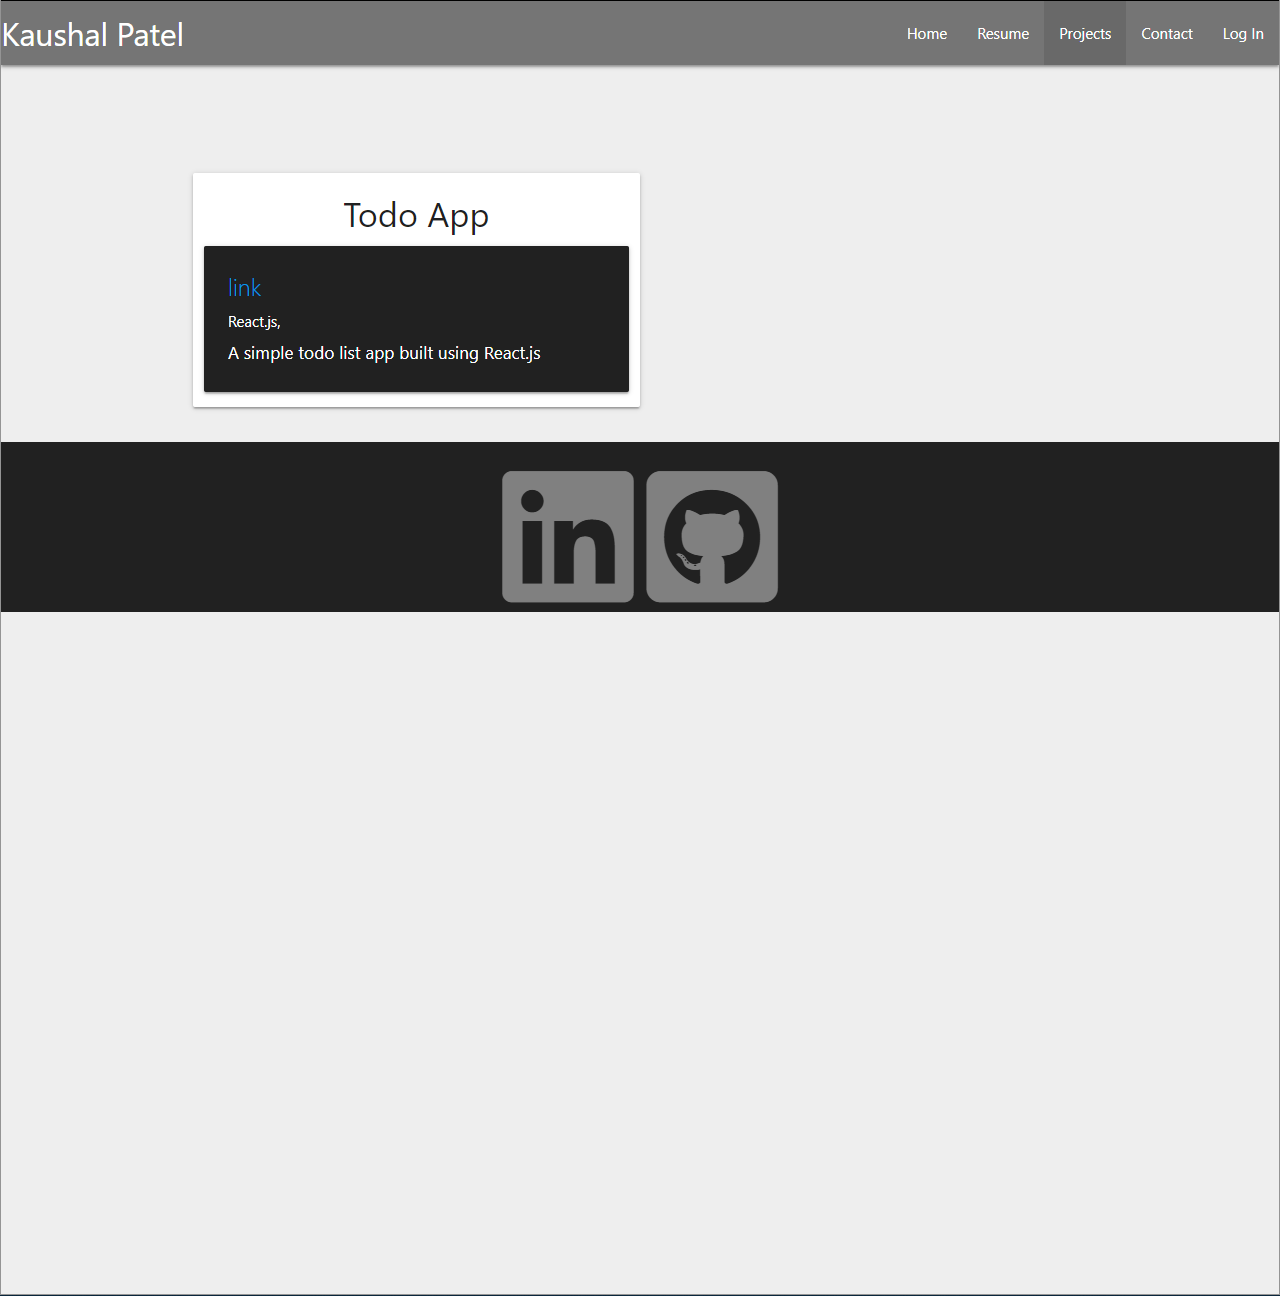 Kaushal Patel
Home Resume Projects Contact Log In
Todo App
link
React.js,
A simple todo list app built using React.js
in